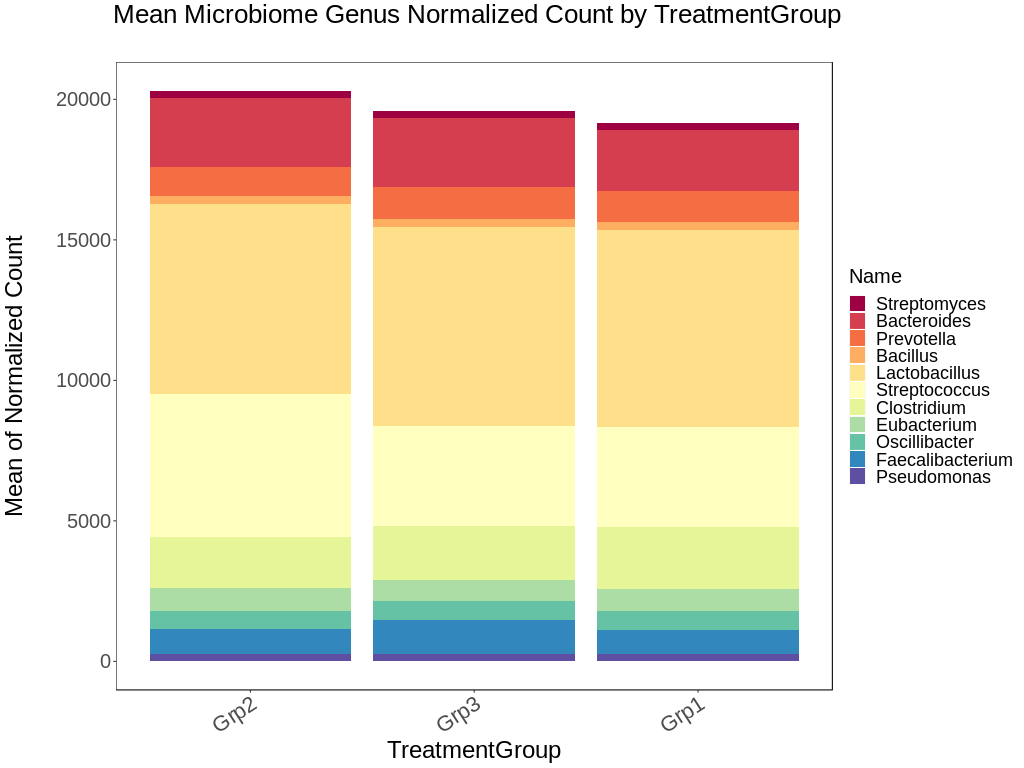 Mean Microbiome Genus Normalized Count by TreatmentGroup
Mean of Normalized Count
20000
15000
10000
5000
0
Grp2
Grp3
Grp1
TreatmentGroup
Name
Streptomyces
Bacteroides
Prevotella
Bacillus
Lactobacillus
Streptococcus
Clostridium
Eubacterium
Oscillibacter
Faecalibacterium
Pseudomonas